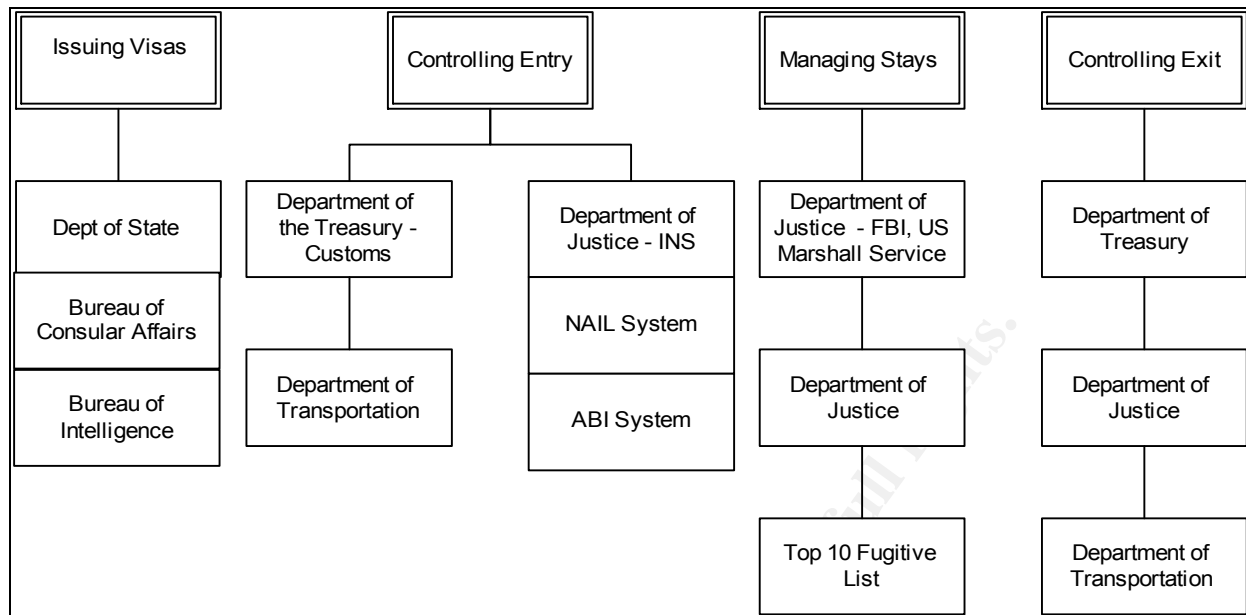 Issuing Visas
Controlling Entry
Managing Stays
Controlling Exit
Dept of State
Bureau of
Consular Affairs
Bureau of
Intelligence
Department of
the Treasury -
Customs
Department of
Transportation
Department of
Justice - INS
NAIL System
ABI System
Department of
Justice - FBI, US
Marshall Service
Department of
Justice
Top 10 Fugitive
List
Department of
Treasury
Department of
Justice
Department of
Transportation
full